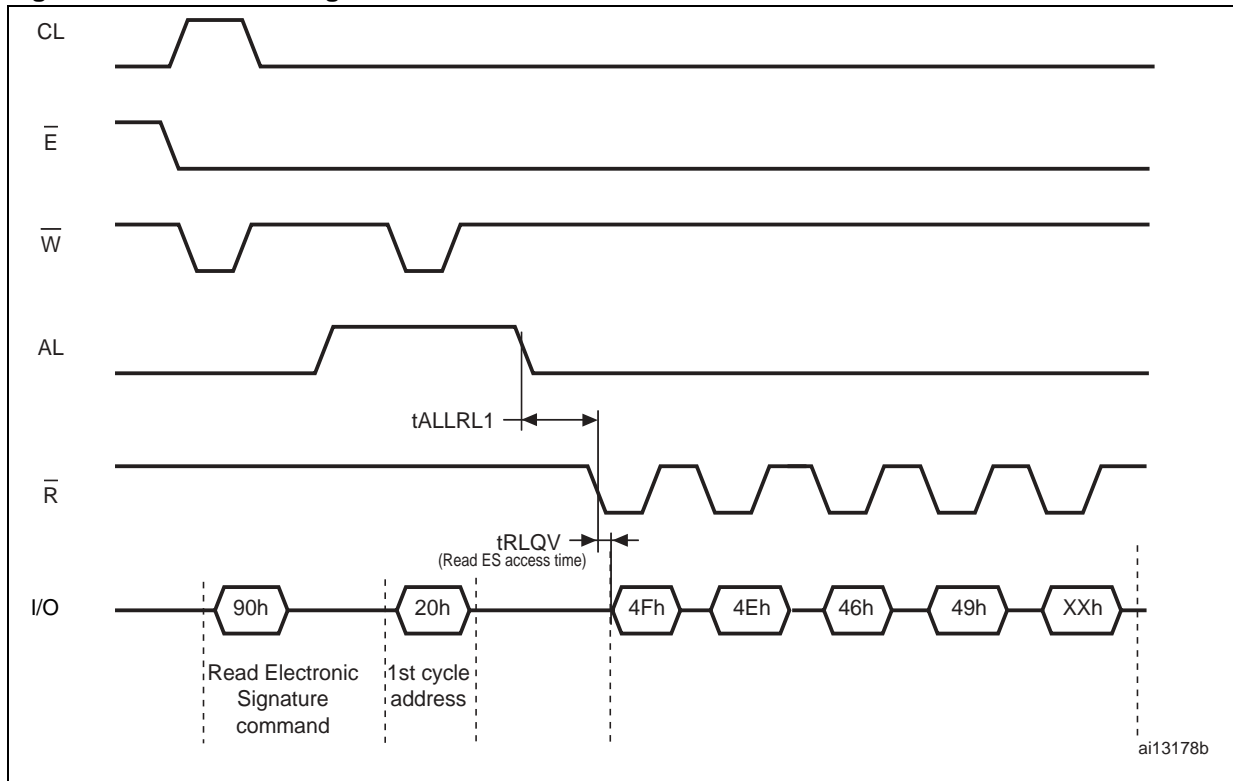 CL
E
W
AL
tALLRL1
R
tRLQV
(Read ES access time)
I/O
90h
20h
4Fh
4Eh
46h
49h
XXh
Read Electronic
Signature
command
1st cycle
address
ai13178b